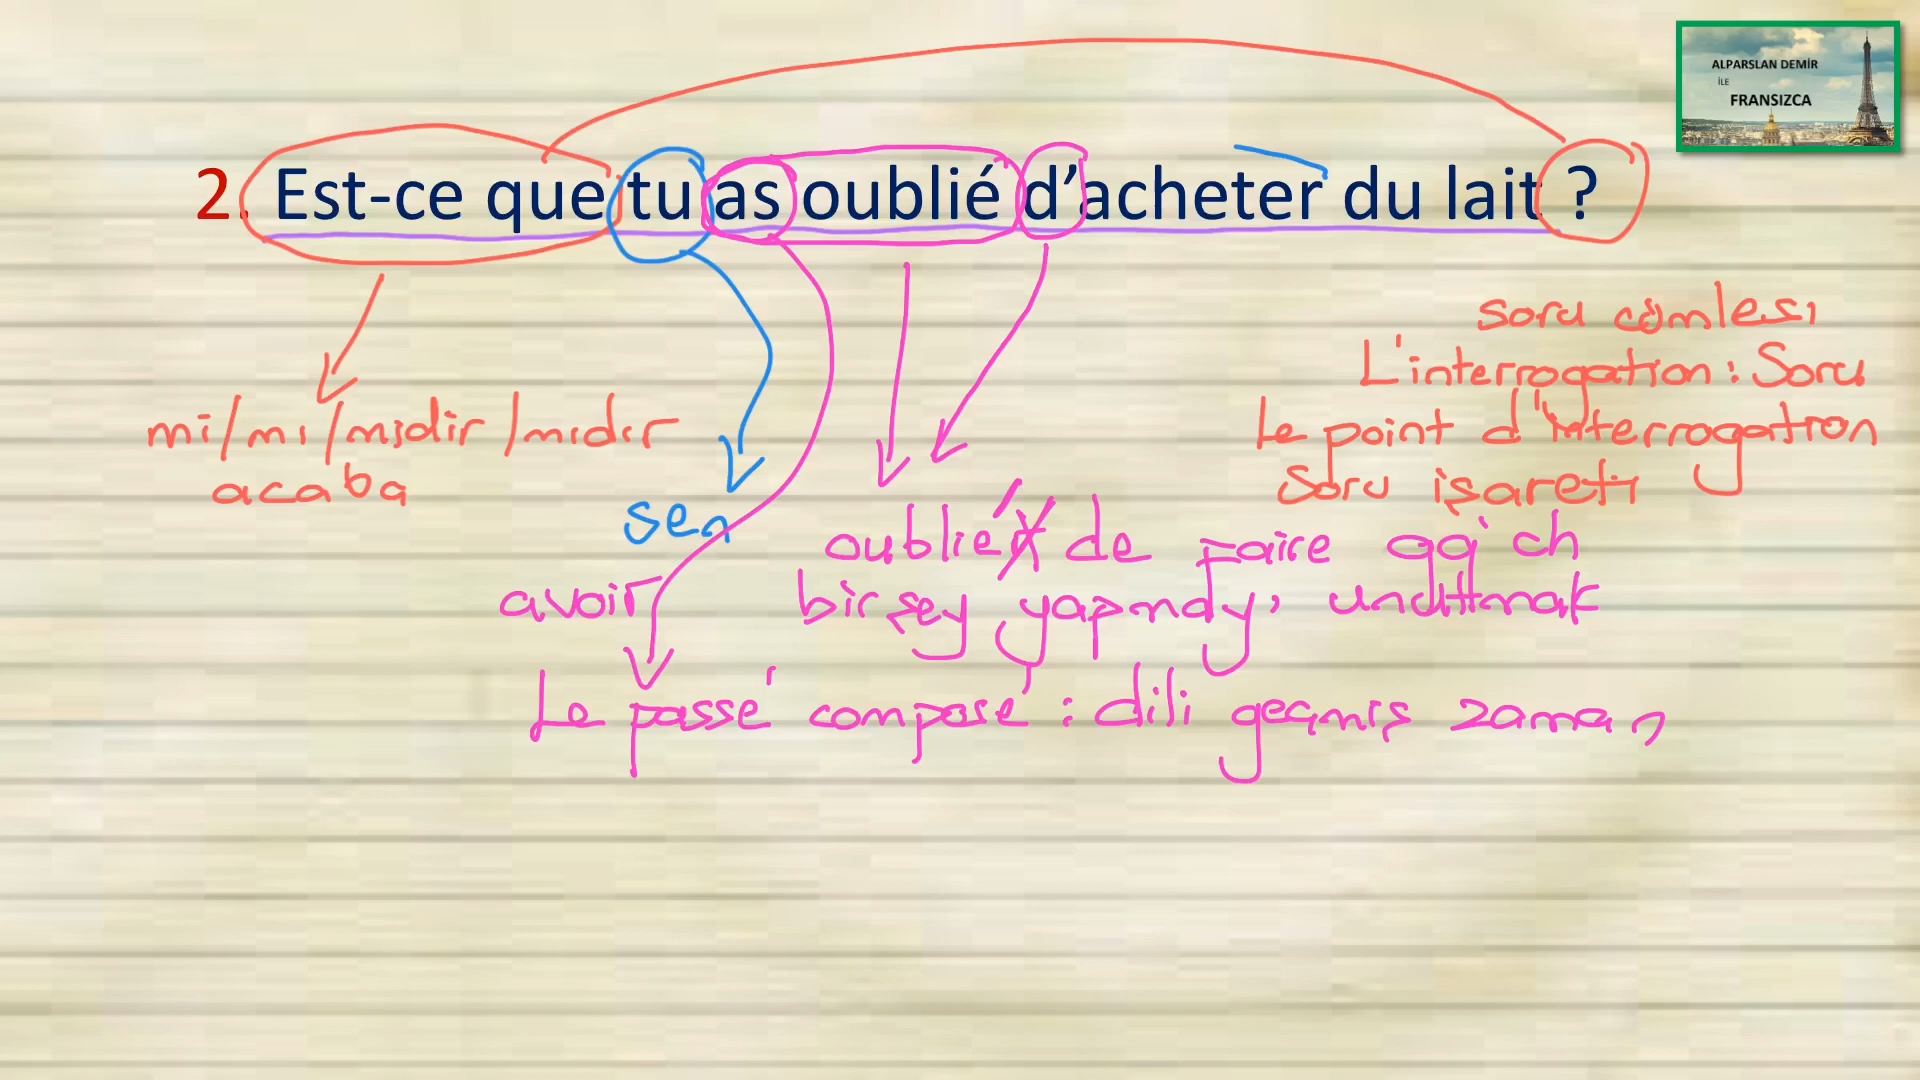 ALPARSLAN DEMİR
İLE
FRANSIZCA
2. Est-ce que tu as oublié d'acheter du lait ?
soru cümlesi
L'interrogation : Soru
mi/mı/midir/mıdır
Le point d'interrogation
acaba
Soru işareti
sen
oublier de faire qq'ch
avoir
birşey yapmayı unutmak
Le passé composé : dili geçmiş zaman